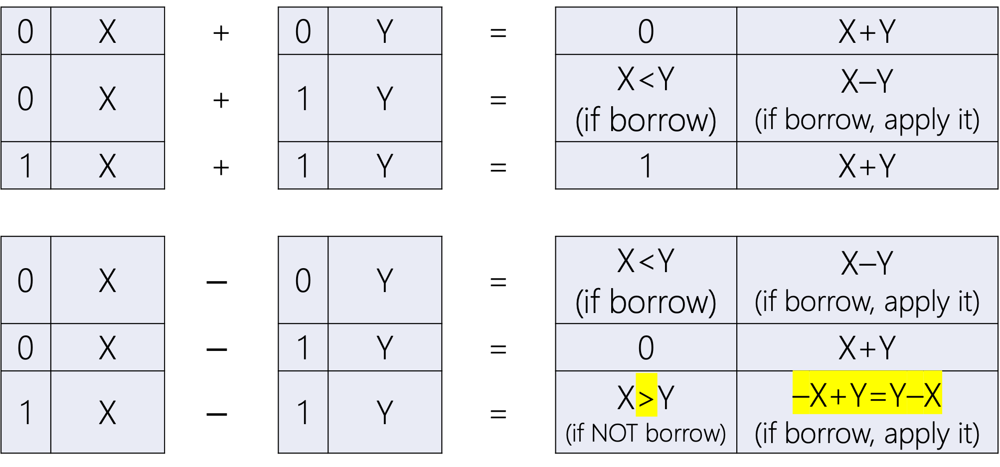 0 X + 0 Y = 0 X+Y
0 X + 1 Y = X<Y X–Y
(if borrow) (if borrow, apply it)
1 X + 1 Y = 1 X+Y
0 X – 0 Y = X<Y X–Y
(if borrow) (if borrow, apply it)
0 X – 1 Y = 0 X+Y
1 X – 1 Y = X>Y –X+Y=Y–X
(if NOT borrow) (if borrow, apply it)